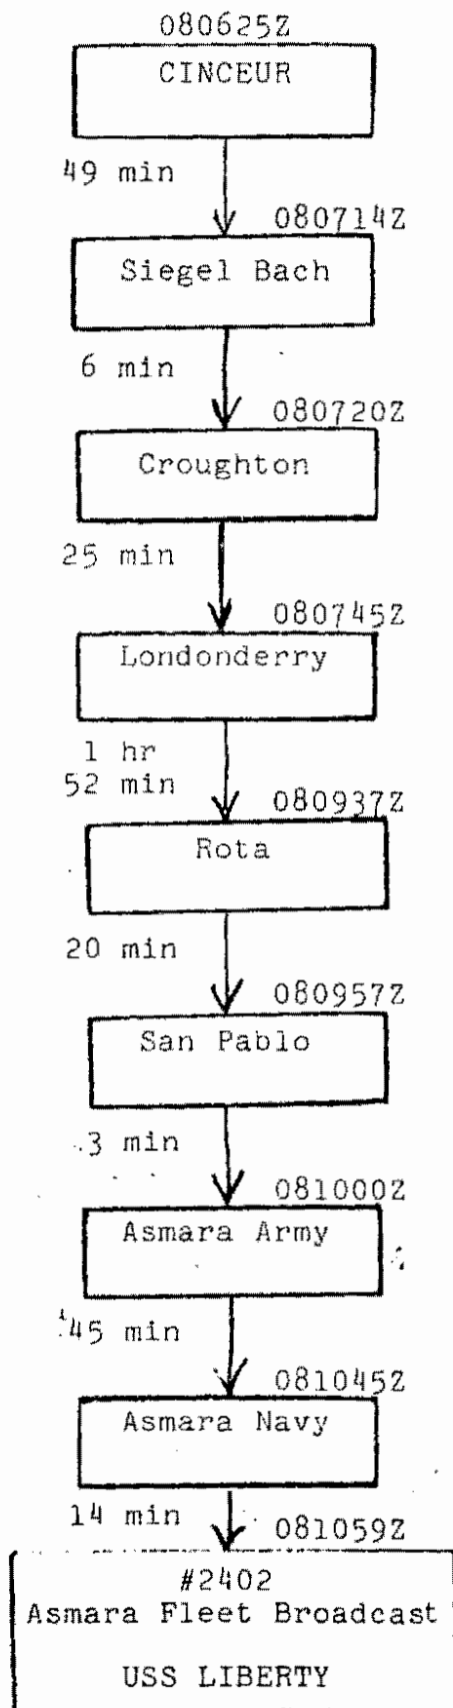 080625Z
CINCEUR
49 min
080714Z
Siegel Bach
6 min
080720Z
Croughton
25 min
080745Z
Londonderry
1 hr
52 min
080937Z
Rota
20 min
080957Z
San Pablo
3 min
081000Z
Asmara Army
45 min
081045Z
Asmara Navy
14 min
081059Z
#2402
Asmara Fleet Broadcast
USS LIBERTY